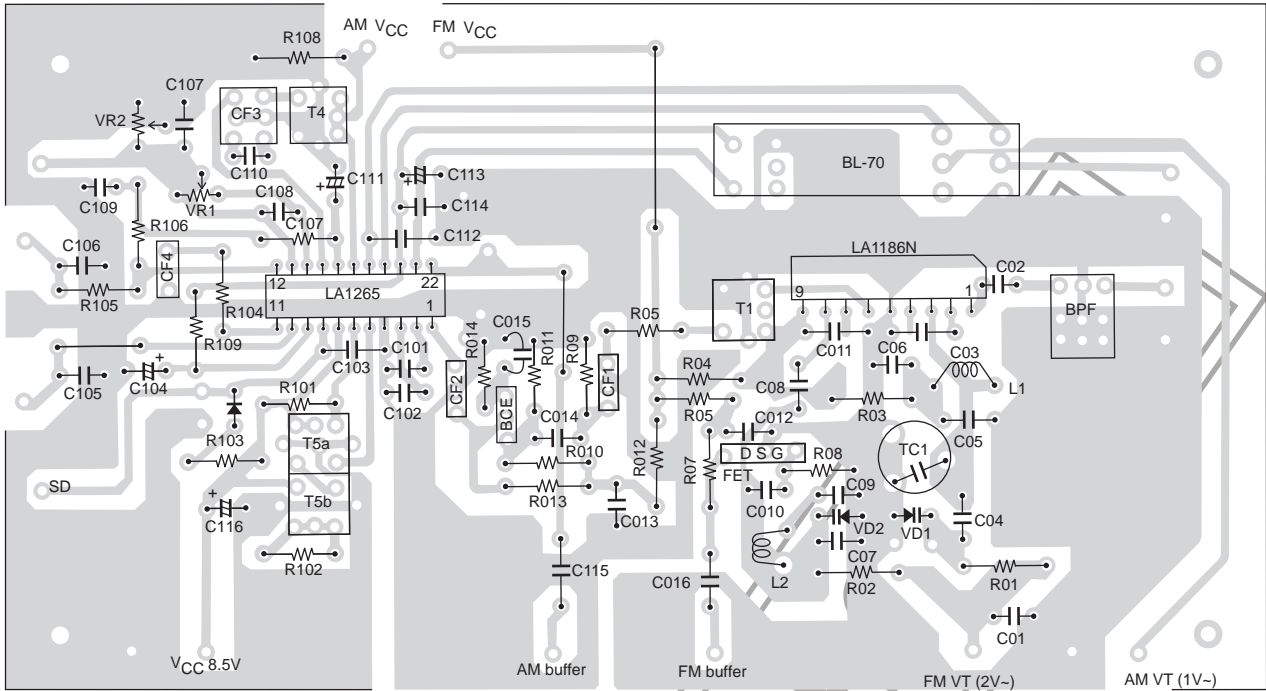 AM VCC
FM VCC
R108
C107
VR2
CF3
T4
BL-70
C110
C111
C113
C109
VR1
C108
C114
R106
C107
C112
C106
CF4
LA1186N
12
22
LA1265
11
1
R105
R104
T1
9
1
C02
BPF
R109
R05
C015
R014
R011
R09
C011
C06
C03
C103
C101
CF2
CF1
R04
C08
L1
C105
C104
C102
BCE
R05
R03
R101
C014
C012
C05
R103
T5a
R010
R012
R07
D S G
FET
R08
TC1
SD
T5b
R013
C010
C09
C116
C013
VD2
VD1
C04
R102
C115
C016
L2
C07
R02
R01
C01
VCC 8.5V
AM buffer
FM buffer
FM VT (2V~)
AM VT (1V~)
+
+
+
+